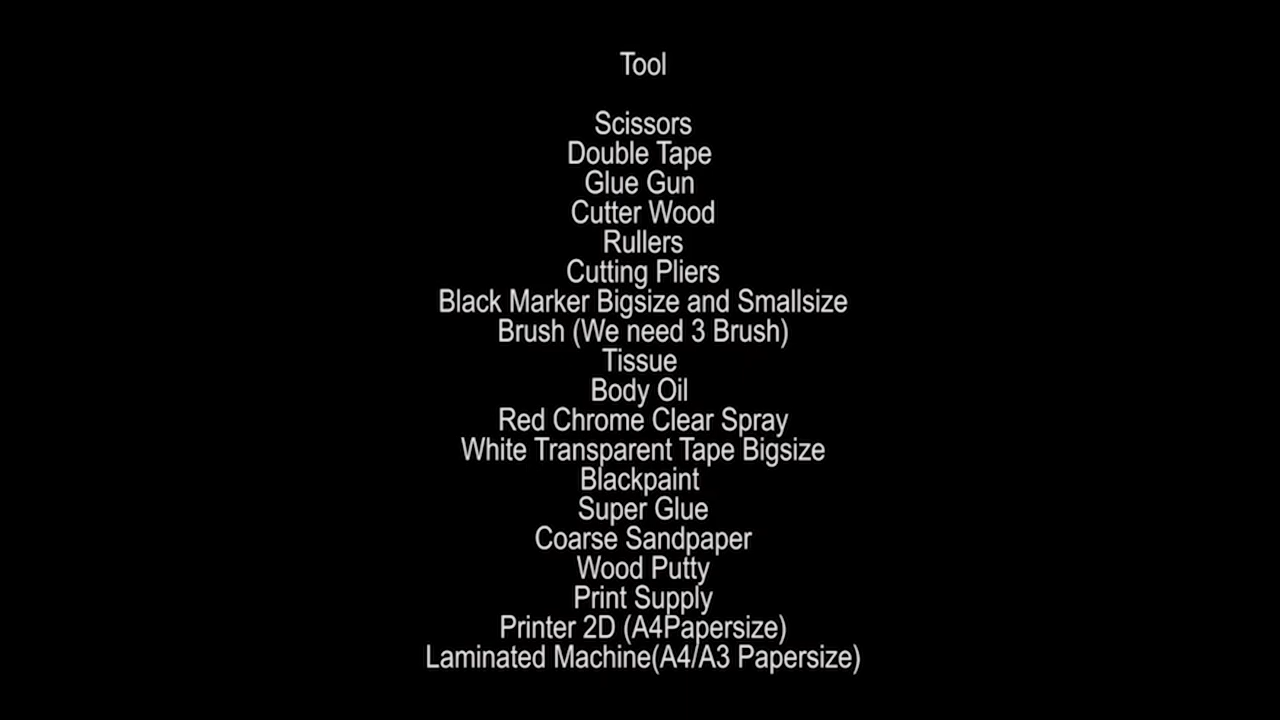 Tool
Scissors
Double Tape
Glue Gun
Cutter Wood
Rullers
Cutting Pliers
Black Marker Bigsize and Smallsize
Brush (We need 3 Brush)
Tissue
Body Oil
Red Chrome Clear Spray
White Transparent Tape Bigsize
Blackpaint
Super Glue
Coarse Sandpaper
Wood Putty
Print Supply
Printer 2D (A4Papersize)
Laminated Machine(A4/A3 Papersize)